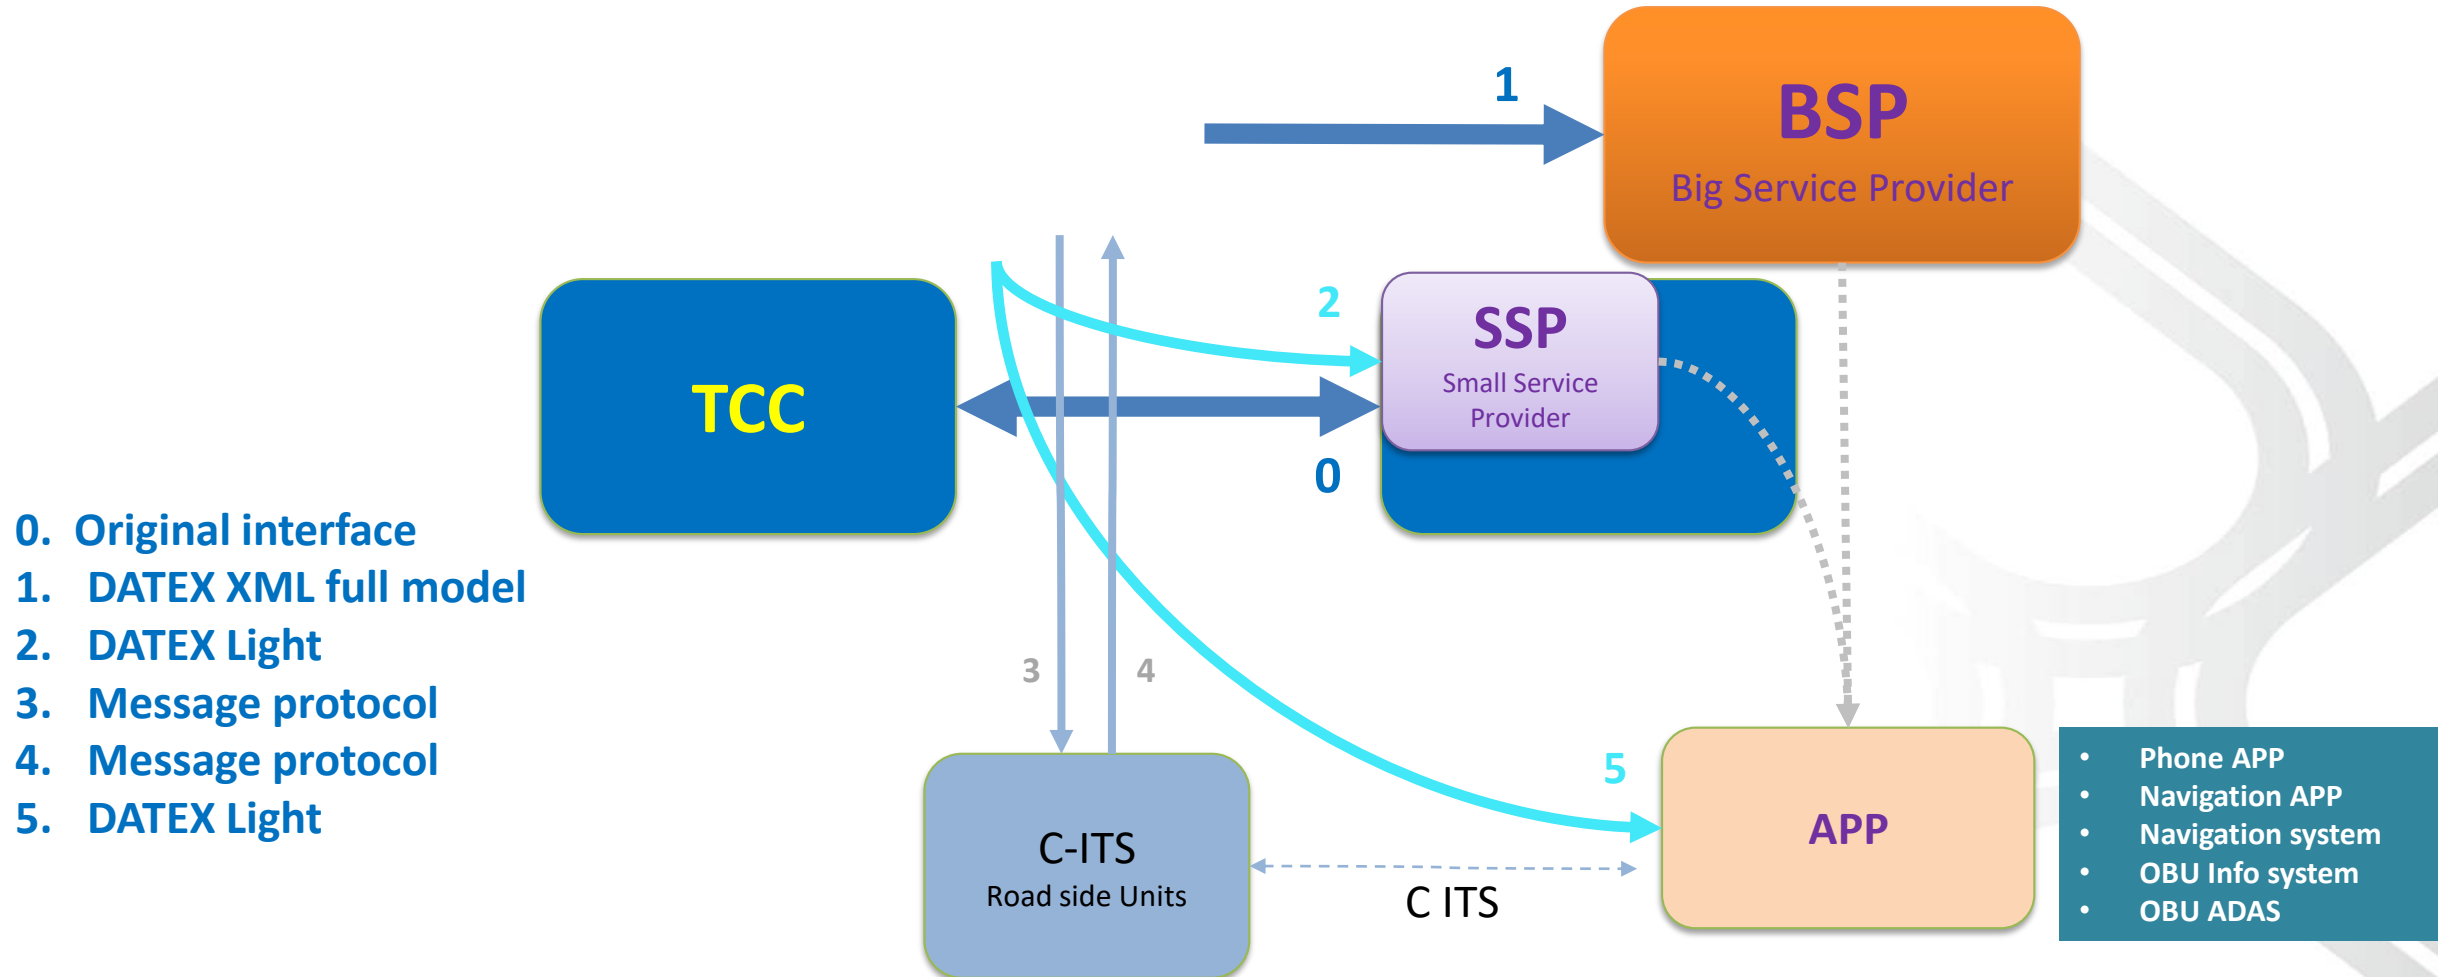 1
BSP
Big Service Provider
2
SSP
Small Service
Provider
TCC
0
0. Original interface
1. DATEX XML full model
2. DATEX Light
3. Message protocol
4. Message protocol
5. DATEX Light
3
4
5
C-ITS
Road side Units
C ITS
APP
• Phone APP
• Navigation APP
• Navigation system
• OBU Info system
• OBU ADAS